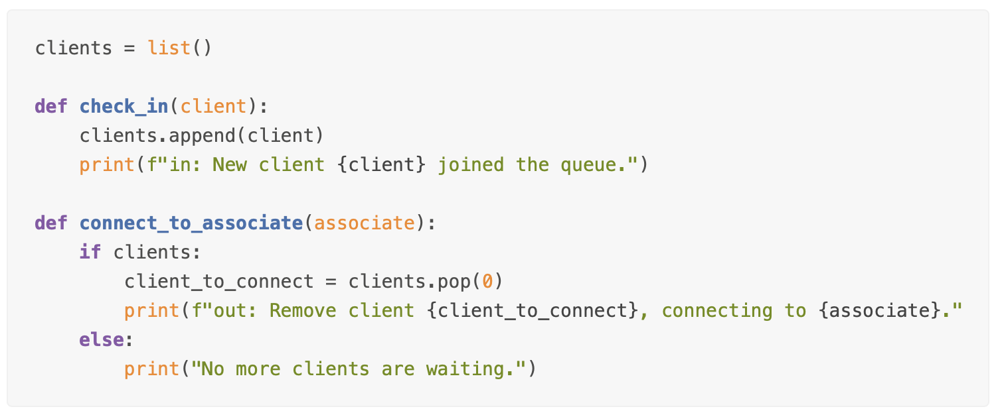 clients = list()

def check_in(client):
    clients.append(client)
    print(f"in: New client {client} joined the queue.")

def connect_to_associate(associate):
    if clients:
        client_to_connect = clients.pop(0)
        print(f"out: Remove client {client_to_connect}, connecting to {associate}."
    else:
        print("No more clients are waiting.")